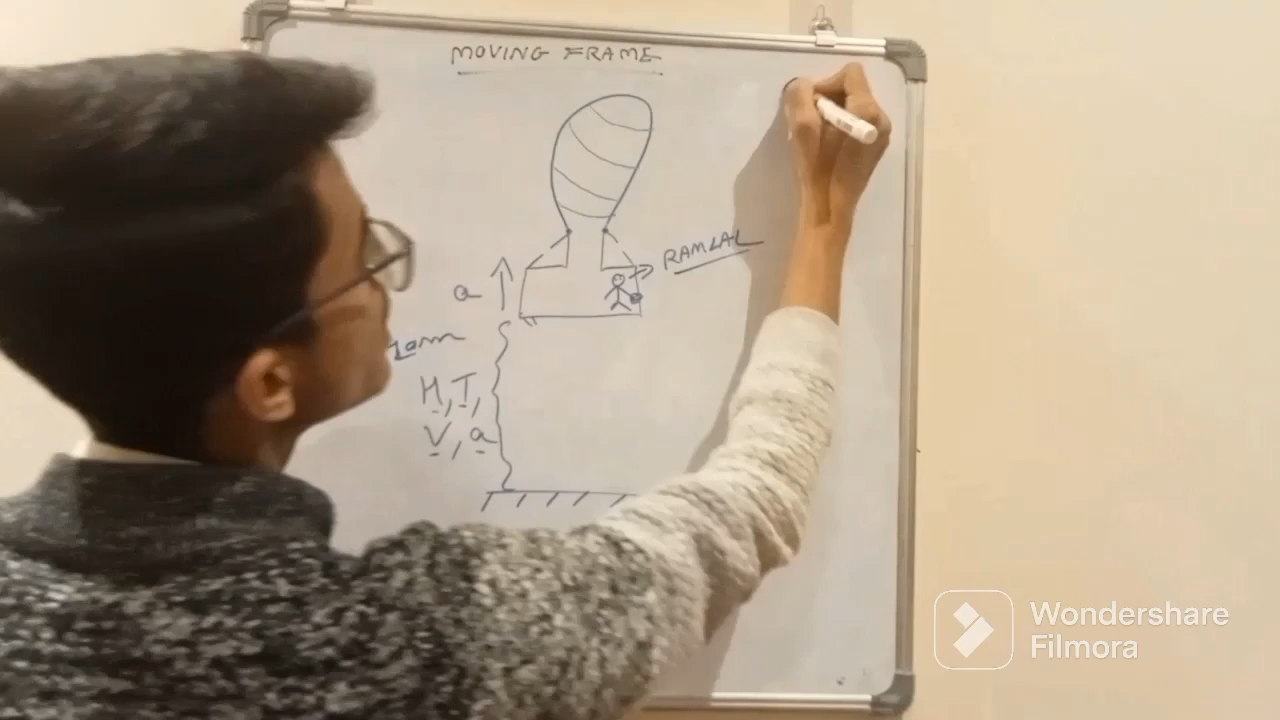 MOVING FRAME
RAMLAL
a
H, T,
V, a
Wondershare
Filmora